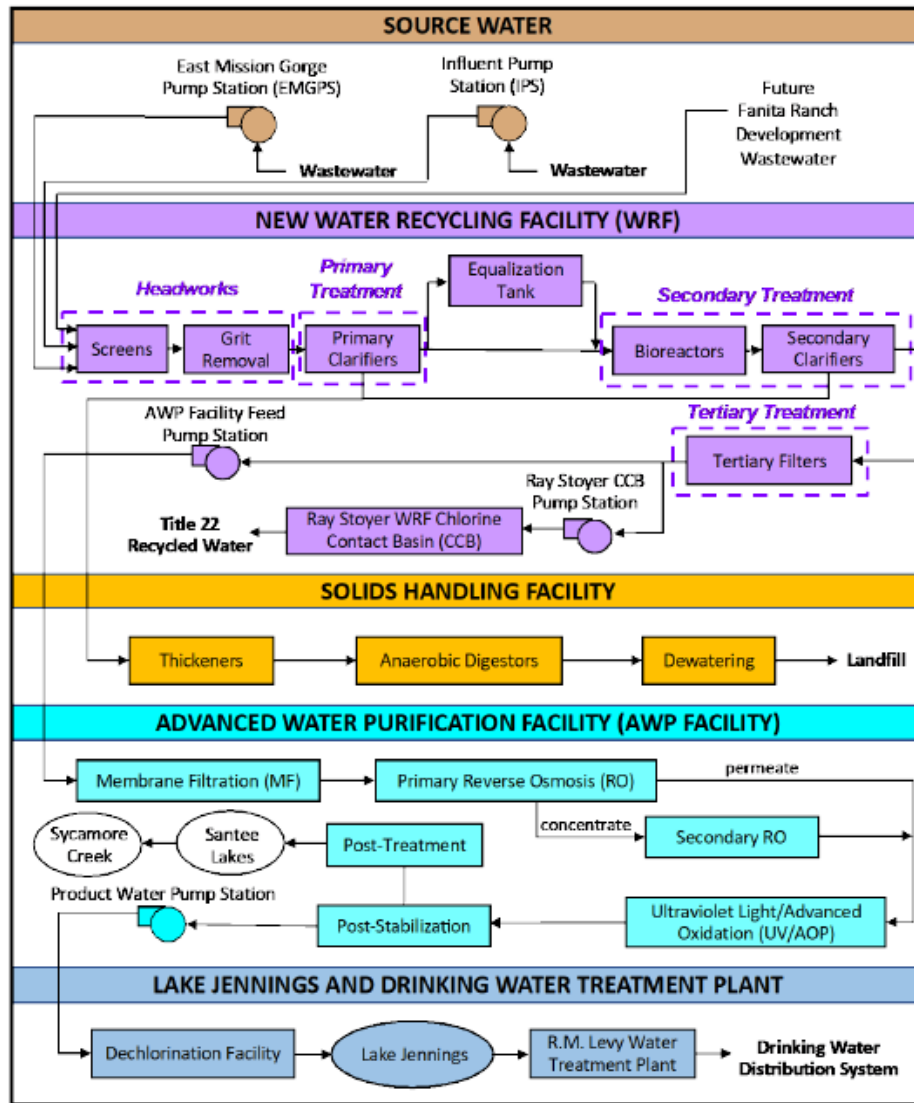 SOURCE WATER
East Mission Gorge
Pump Station (EMGPS)
Influent Pump
Station (IPS)
Future
Fanita Ranch
Development
Wastewater
Wastewater
Wastewater
NEW WATER RECYCLING FACILITY (WRF)
Headworks
Primary
Treatment
Equalization
Tank
Secondary Treatment
Screens
Grit
Removal
Primary
Clarifiers
Bioreactors
Secondary
Clarifiers
AWP Facility Feed
Pump Station
Tertiary Treatment
Tertiary Filters
Ray Stoyer CCB
Pump Station
Title 22
Recycled Water
Ray Stoyer WRF Chlorine
Contact Basin (CCB)
SOLIDS HANDLING FACILITY
Thickeners
Anaerobic Digestors
Dewatering
Landfill
ADVANCED WATER PURIFICATION FACILITY (AWP FACILITY)
Membrane Filtration (MF)
Primary Reverse Osmosis (RO)
permeate
concentrate
Sycamore
Creek
Santee
Lakes
Post-Treatment
Secondary RO
Product Water Pump Station
Post-Stabilization
Ultraviolet Light/Advanced
Oxidation (UV/AOP)
LAKE JENNINGS AND DRINKING WATER TREATMENT PLANT
Dechlorination Facility
Lake Jennings
R.M. Levy Water
Treatment Plant
Drinking Water
Distribution System